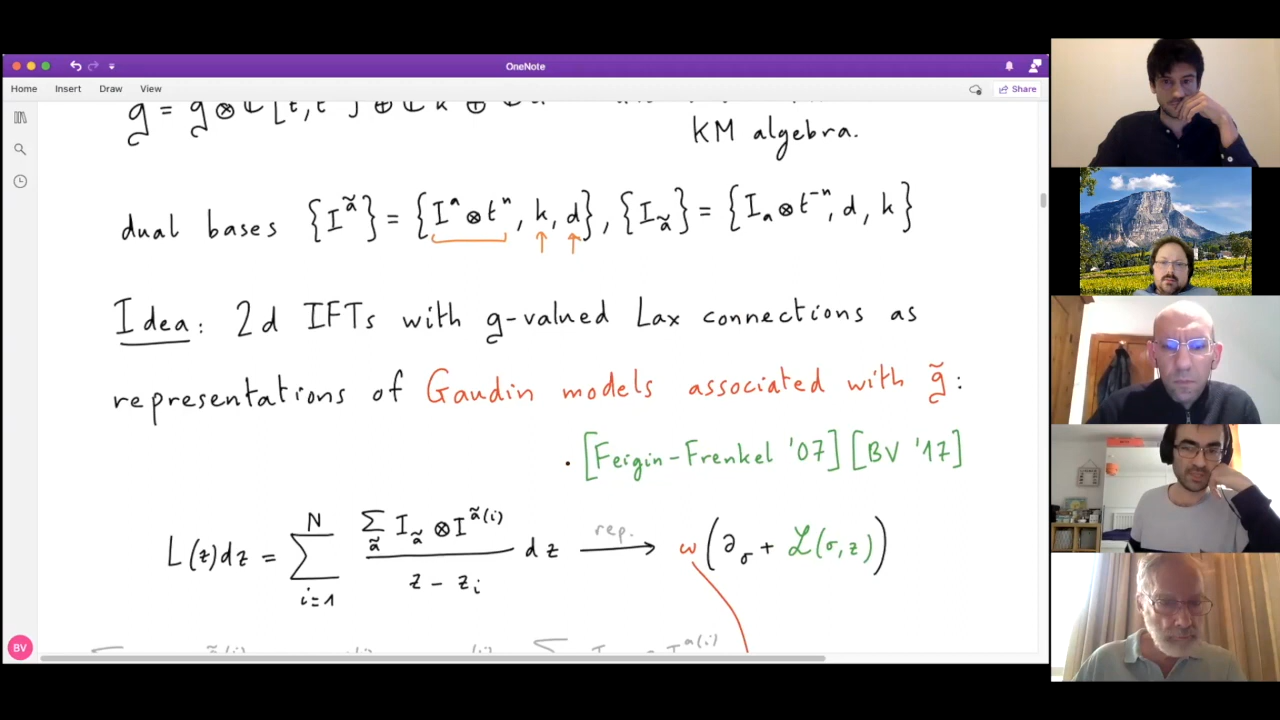 OneNote
Home Insert Draw View Share
g̃ = g ⊗ ℂ[t, t ] ⊕ ℂ k ⊕ ℂ d
KM algebra.
dual bases {I^ã} = {I^a ⊗ t^n, k, d}, {I_ã} = {I_a ⊗ t^{-n}, d, k}
Idea: 2d IFTs with g-valued Lax connections as
representations of Gaudin models associated with g̃ :
[Feigin-Frenkel '07] [BV '17]
L(z)dz = Σ_{i=1}^{N} (Σ_ã I_ã ⊗ I^{ã(i)})/(z - z_i) dz —rep.→ ω(∂_σ + ℒ(σ, z))
BV